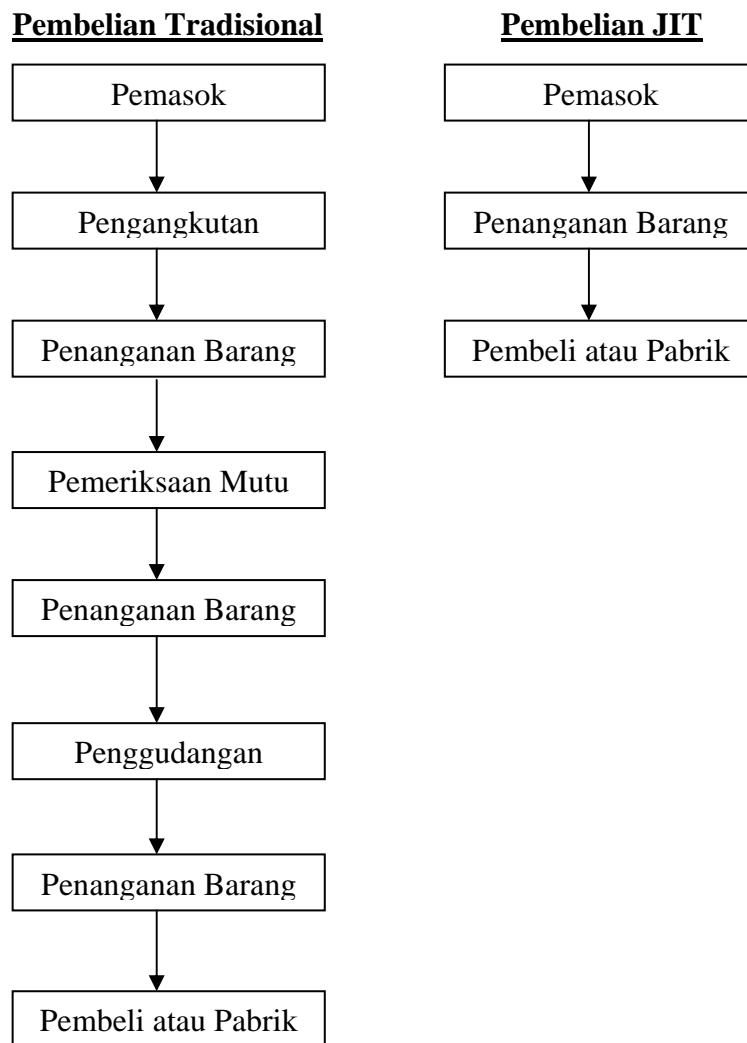 Pembelian Tradisional
Pemasok
Pengangkutan
Penanganan Barang
Pemeriksaan Mutu
Penanganan Barang
Penggudangan
Penanganan Barang
Pembeli atau Pabrik
Pembelian JIT
Pemasok
Penanganan Barang
Pembeli atau Pabrik